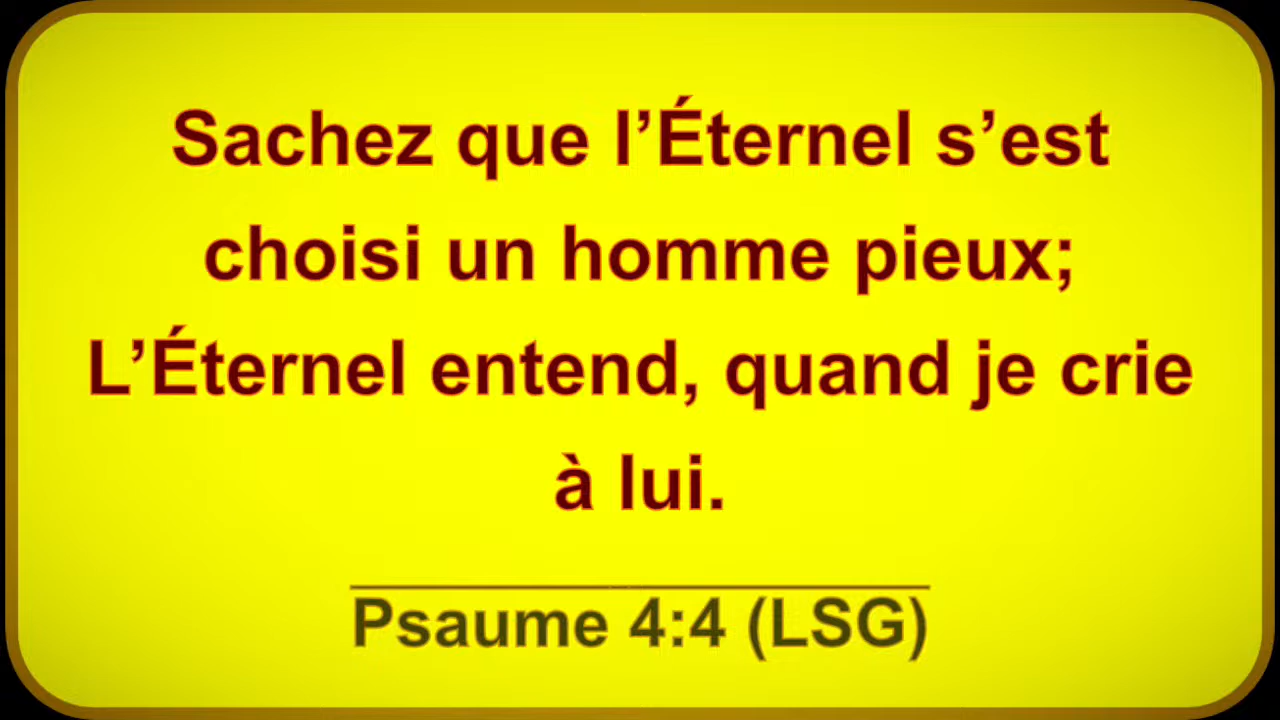 Sachez que l’Éternel s’est
choisi un homme pieux;
L’Éternel entend, quand je crie
à lui.
Psaume 4:4 (LSG)